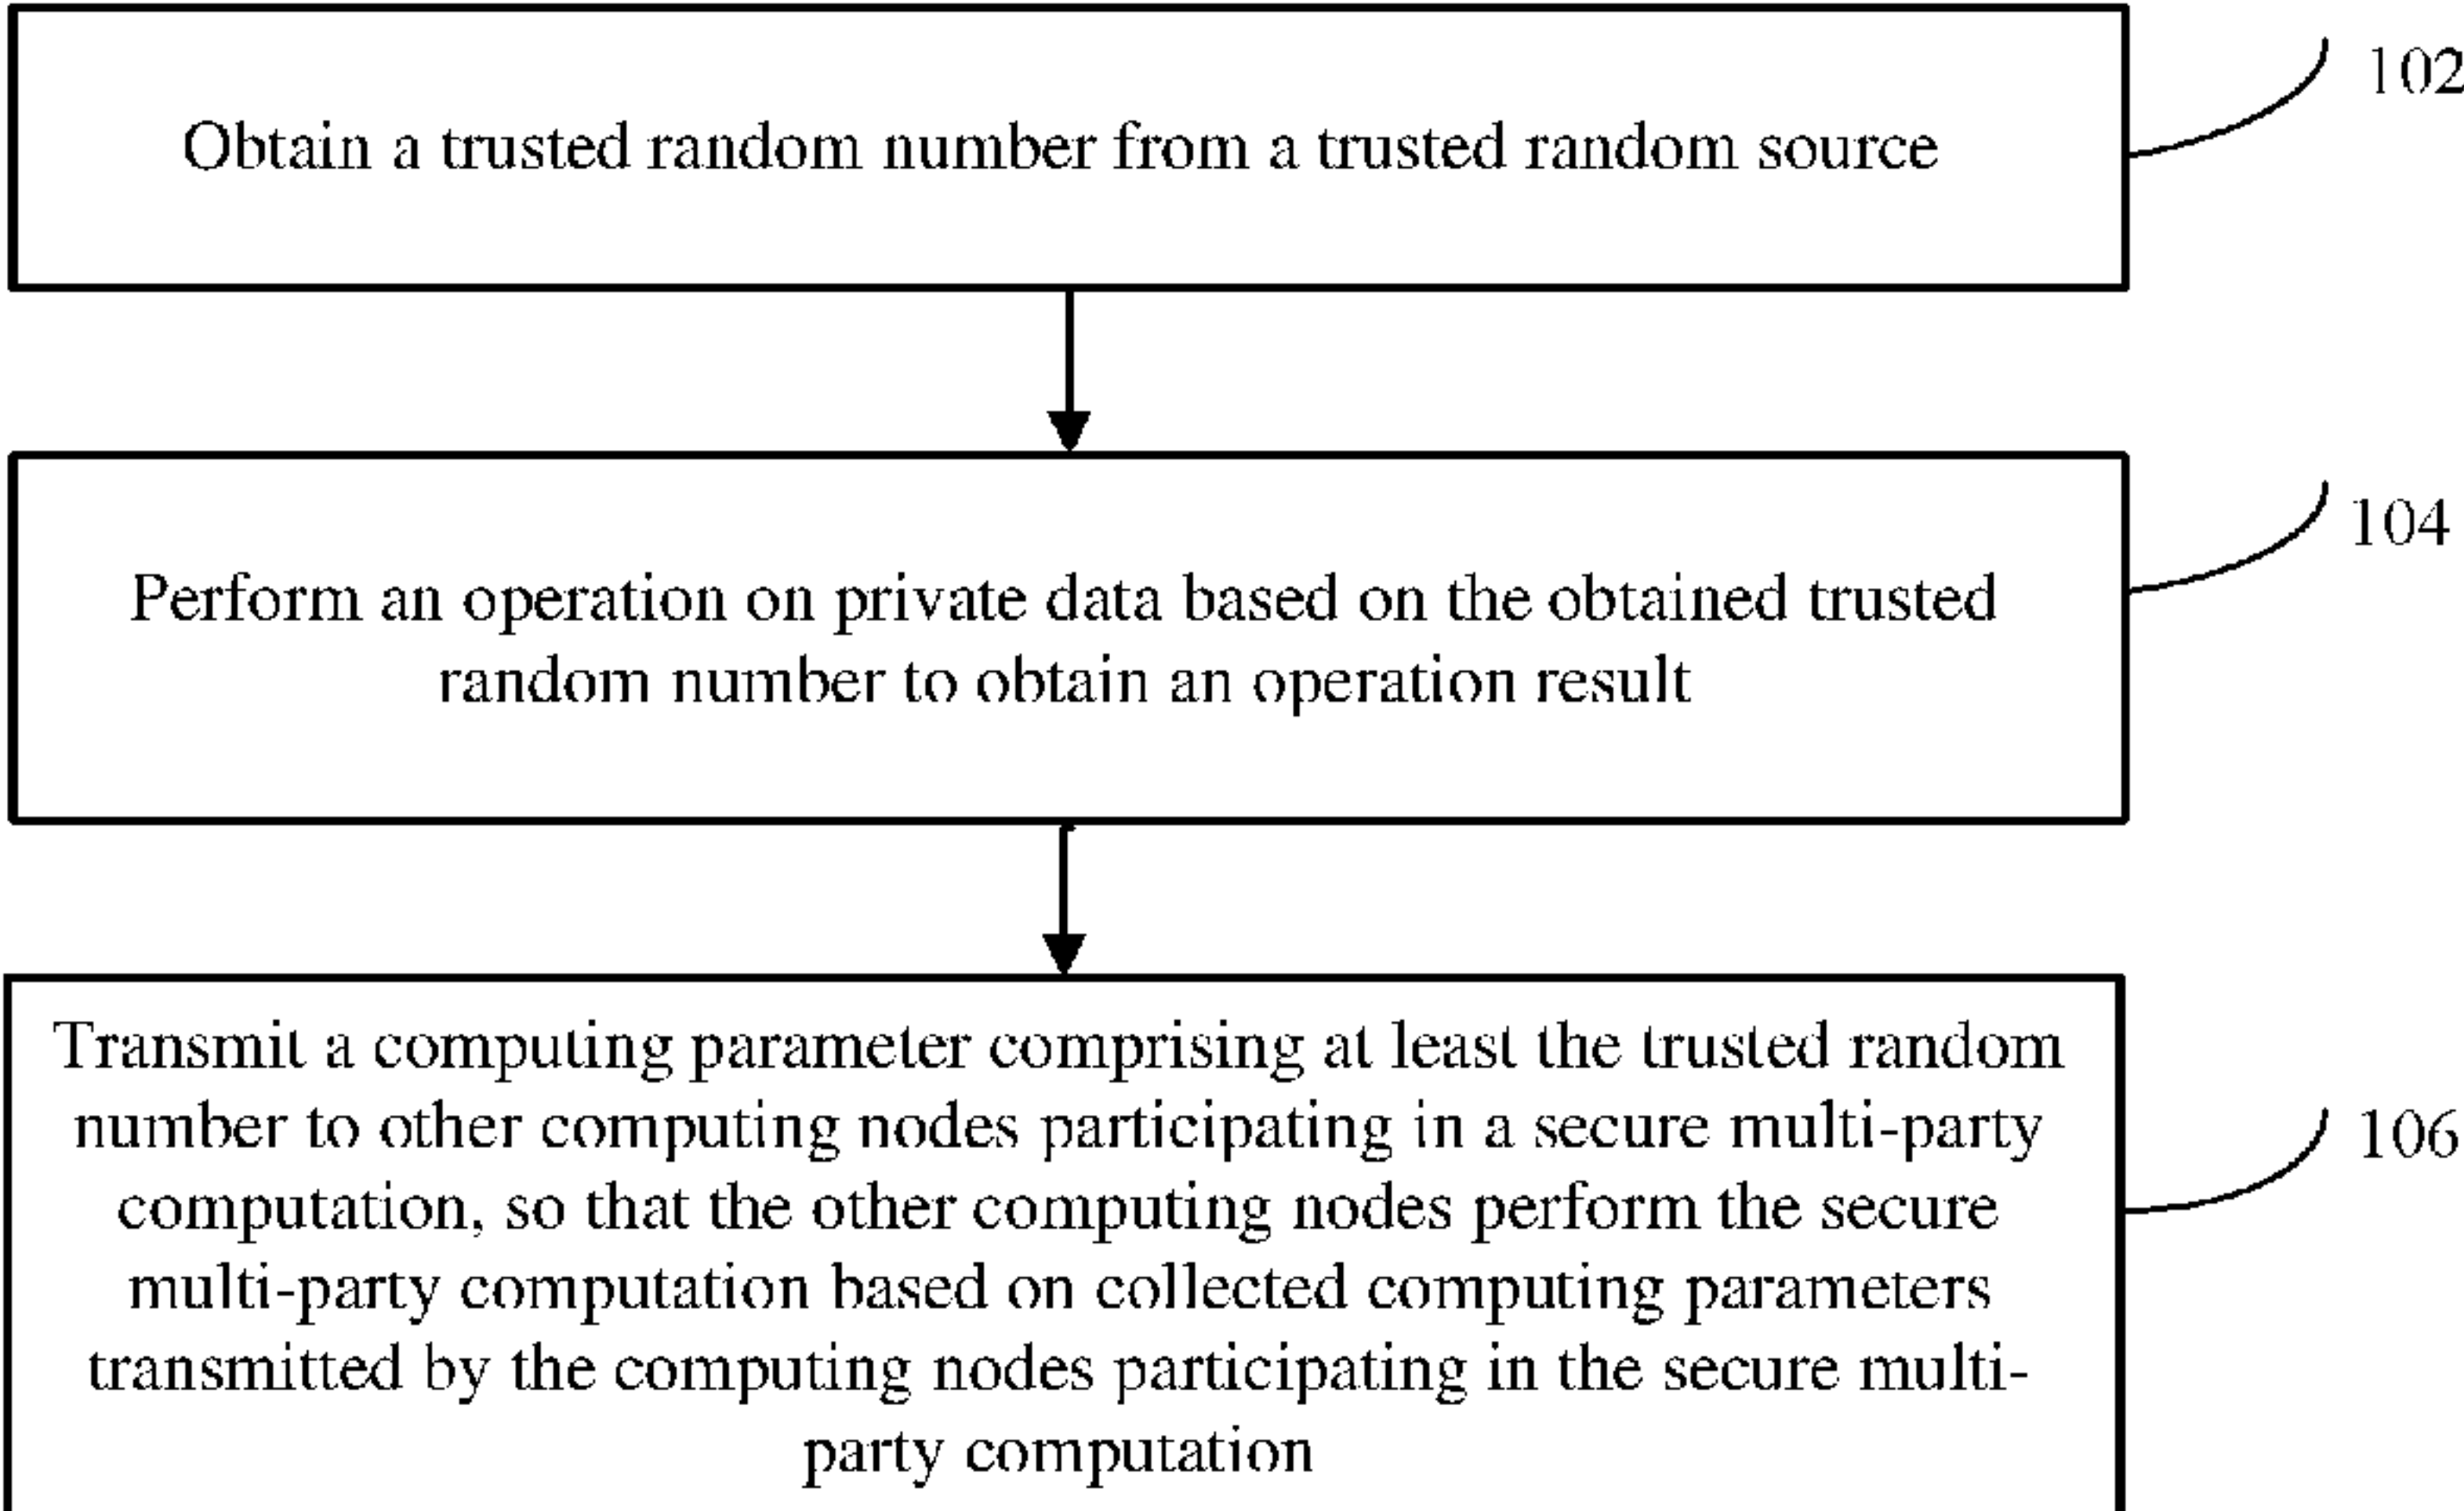 Obtain a trusted random number from a trusted random source
102
Perform an operation on private data based on the obtained trusted
random number to obtain an operation result
104
Transmit a computing parameter comprising at least the trusted random
number to other computing nodes participating in a secure multi-party
computation, so that the other computing nodes perform the secure
multi-party computation based on collected computing parameters
transmitted by the computing nodes participating in the secure multi-
party computation
106